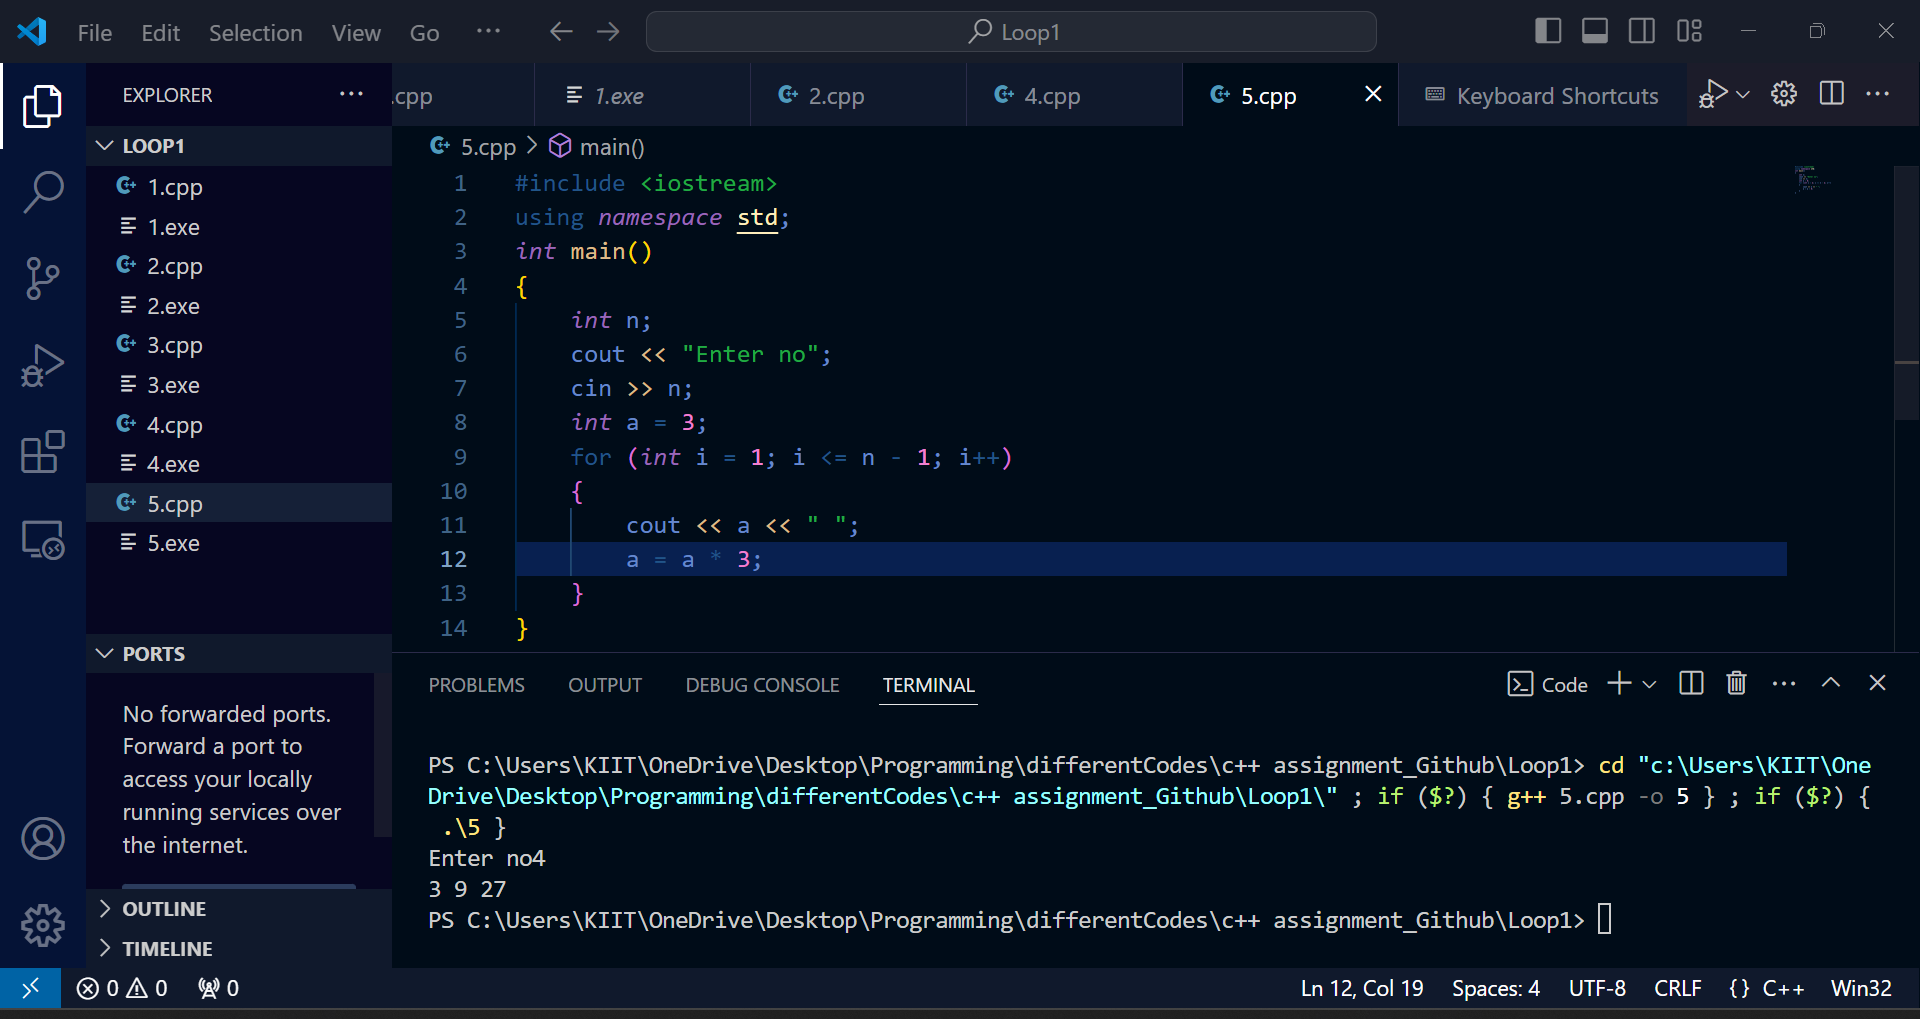 File Edit Selection View Go ··· Loop1
EXPLORER ···
.cpp 1.exe 2.cpp 4.cpp 5.cpp Keyboard Shortcuts
LOOP1
1.cpp
1.exe
2.cpp
2.exe
3.cpp
3.exe
4.cpp
4.exe
5.cpp
5.exe
PORTS
No forwarded ports.
Forward a port to
access your locally
running services over
the internet.
OUTLINE
TIMELINE
5.cpp > main()
1 #include <iostream>
2 using namespace std;
3 int main()
4 {
5     int n;
6     cout << "Enter no";
7     cin >> n;
8     int a = 3;
9     for (int i = 1; i <= n - 1; i++)
10     {
11         cout << a << " ";
12         a = a * 3;
13     }
14 }
PROBLEMS OUTPUT DEBUG CONSOLE TERMINAL Code
PS C:\Users\KIIT\OneDrive\Desktop\Programming\differentCodes\c++ assignment_Github\Loop1> cd "c:\Users\KIIT\One
Drive\Desktop\Programming\differentCodes\c++ assignment_Github\Loop1\" ; if ($?) { g++ 5.cpp -o 5 } ; if ($?) {
 .\5 }
Enter no4
3 9 27
PS C:\Users\KIIT\OneDrive\Desktop\Programming\differentCodes\c++ assignment_Github\Loop1>
0 0 0 Ln 12, Col 19 Spaces: 4 UTF-8 CRLF {} C++ Win32